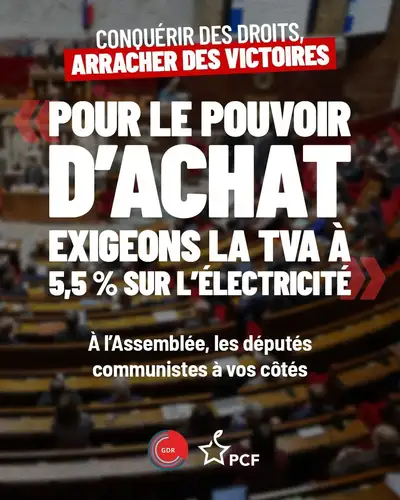 CONQUÉRIR DES DROITS,
ARRACHER DES VICTOIRES
« POUR LE POUVOIR
D'ACHAT
EXIGEONS LA TVA À
5,5 % SUR L'ÉLECTRICITÉ »
À l'Assemblée, les députés
communistes à vos côtés
GDR
PCF